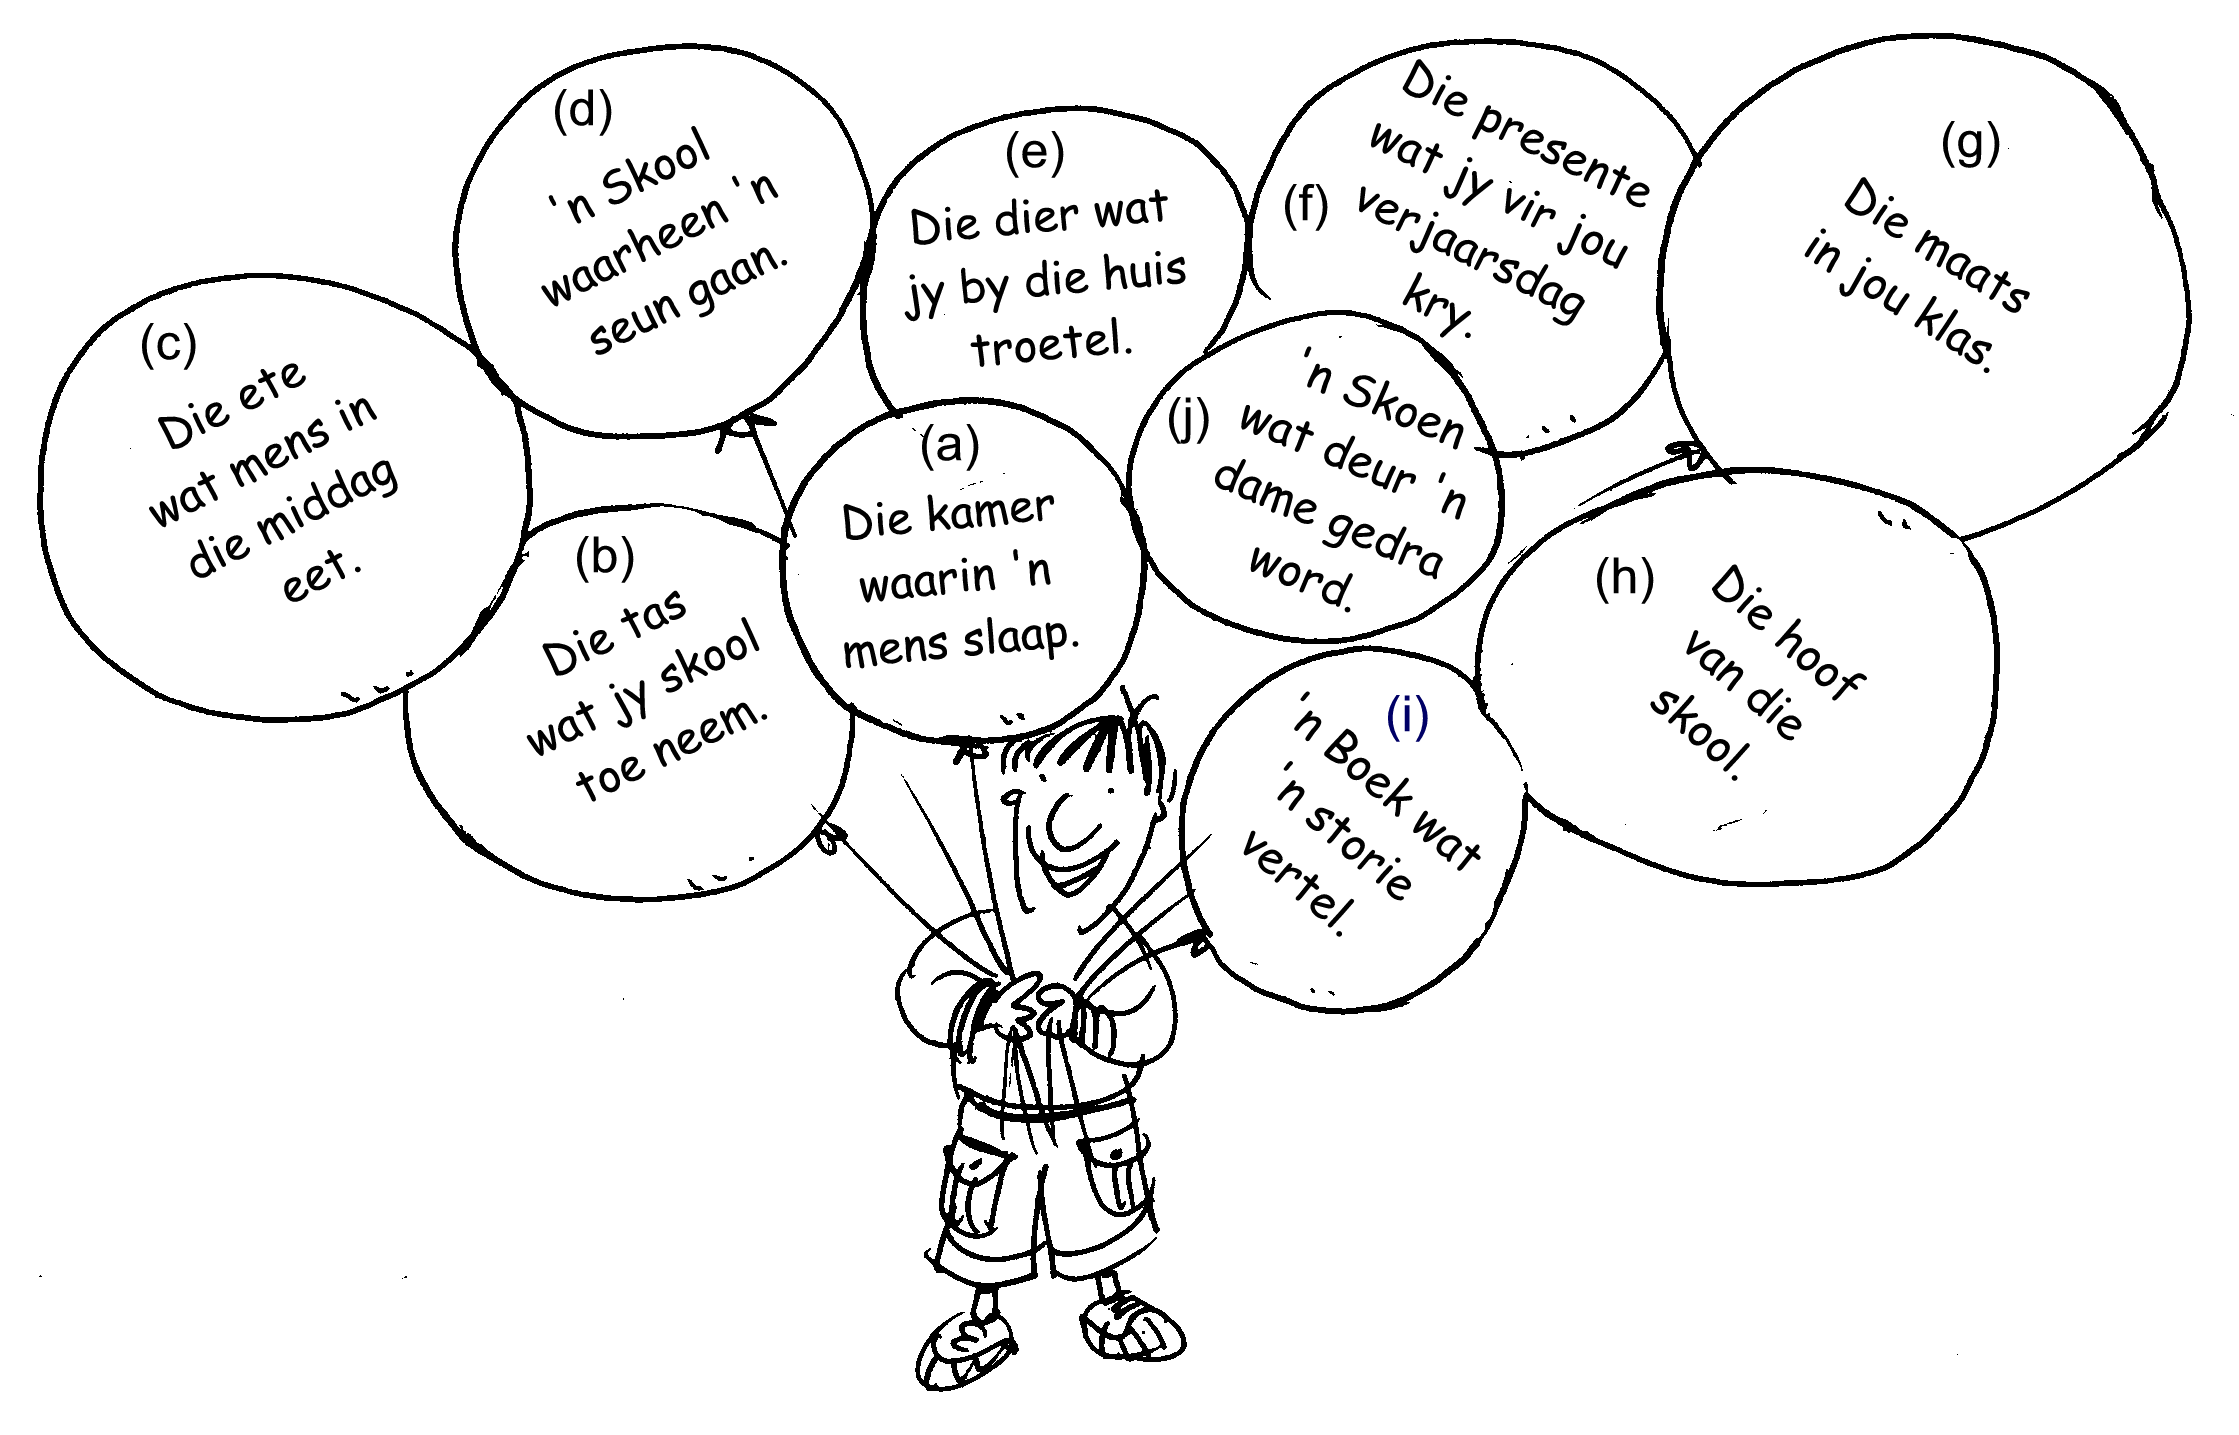 (a)
Die kamer
waarin 'n
mens slaap.
(b)
Die tas
wat jy skool
toe neem.
(c)
Die ete
wat mens in
die middag
eet.
(d)
'n Skool
waarheen 'n
seun gaan.
(e)
Die dier wat
jy by die huis
troetel.
(f)
Die presente
wat jy vir jou
verjaarsdag
kry.
(g)
Die maats
in jou klas.
(h)
Die hoof
van die
skool.
(i)
'n Boek wat
'n storie
vertel.
(j)
'n Skoen
wat deur 'n
dame gedra
word.